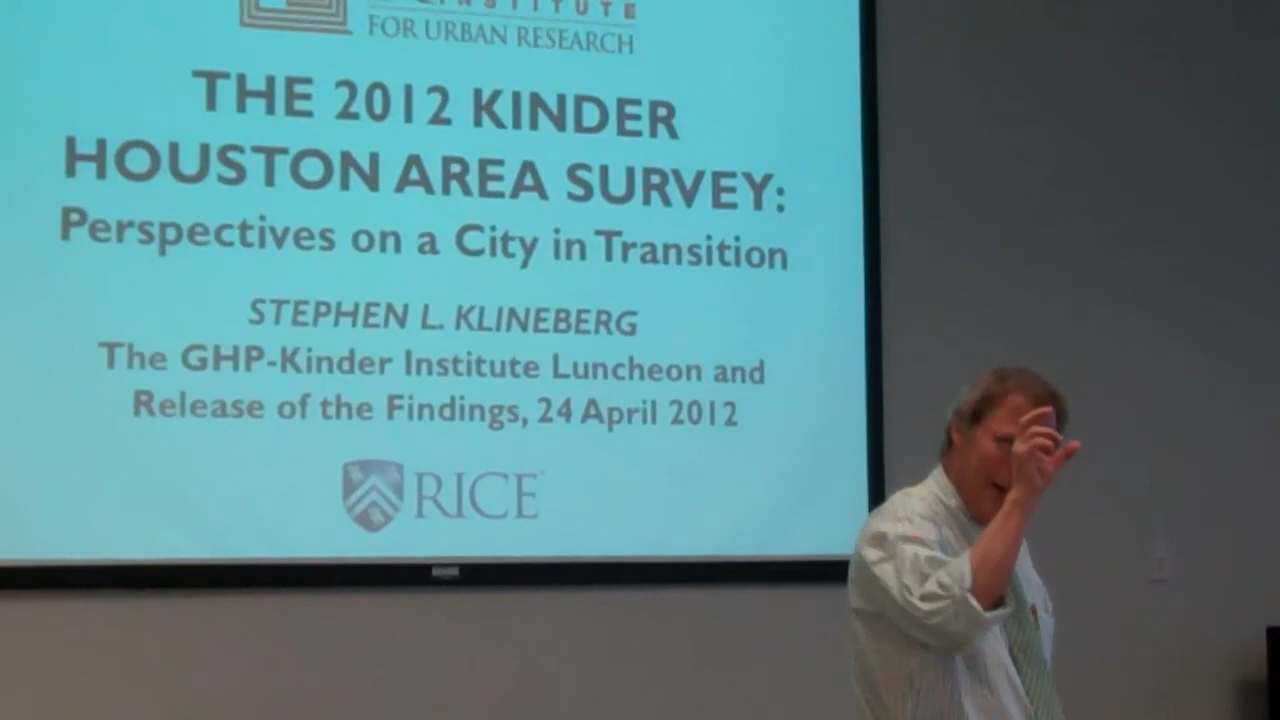 INSTITUTE
FOR URBAN RESEARCH
THE 2012 KINDER
HOUSTON AREA SURVEY:
Perspectives on a City in Transition
STEPHEN L. KLINEBERG
The GHP-Kinder Institute Luncheon and
Release of the Findings, 24 April 2012
RICE